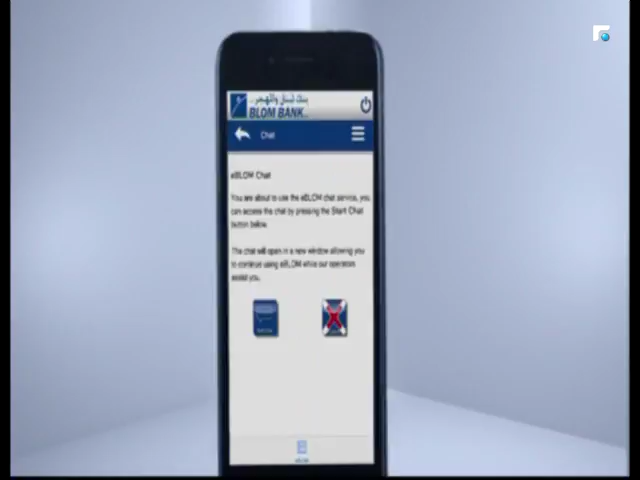 بنك لبنان والمهجر
BLOM BANK
Chat
eBLOM Chat
You are about to use the eBLOM chat service, you
can access the chat by pressing the Start Chat
button below.
The chat will open in a new window allowing you
to continue using eBLOM while our operators
assist you.